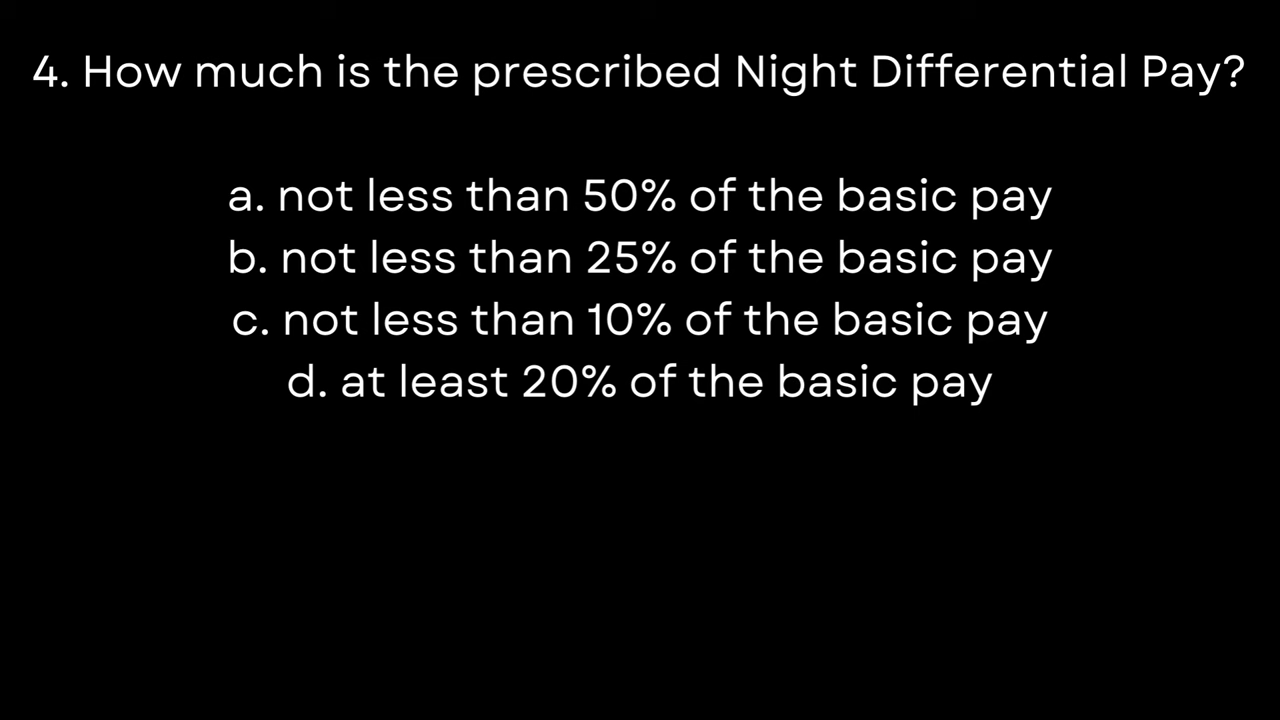 4. How much is the prescribed Night Differential Pay?
a. not less than 50% of the basic pay
b. not less than 25% of the basic pay
c. not less than 10% of the basic pay
d. at least 20% of the basic pay